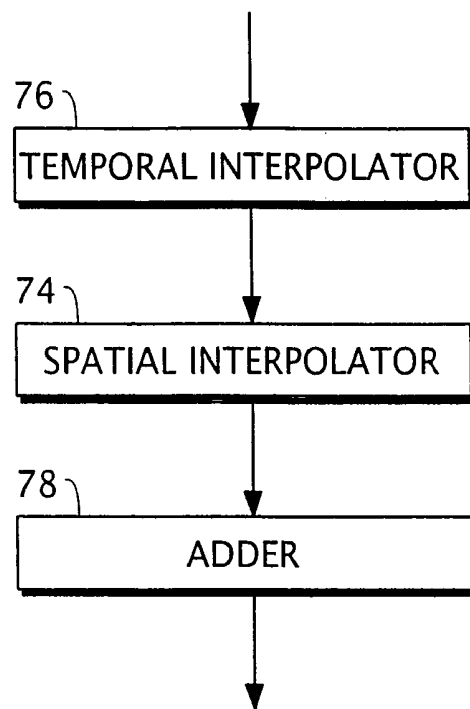 76
TEMPORAL INTERPOLATOR
74
SPATIAL INTERPOLATOR
78
ADDER